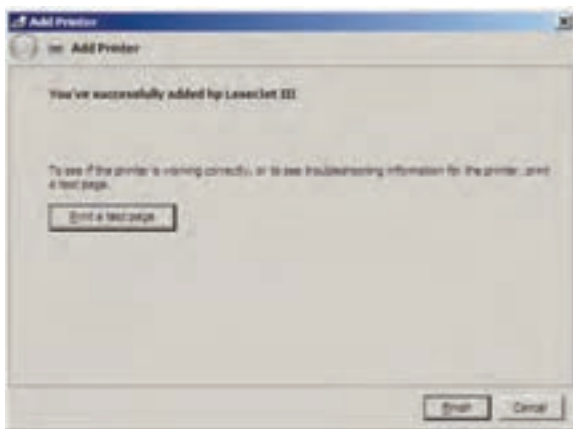 Add Printer
Add Printer
You've successfully added hp LaserJet III
To see if the printer is working correctly, or to see troubleshooting information for the printer, print
a test page.
Print a test page
Finish
Cancel